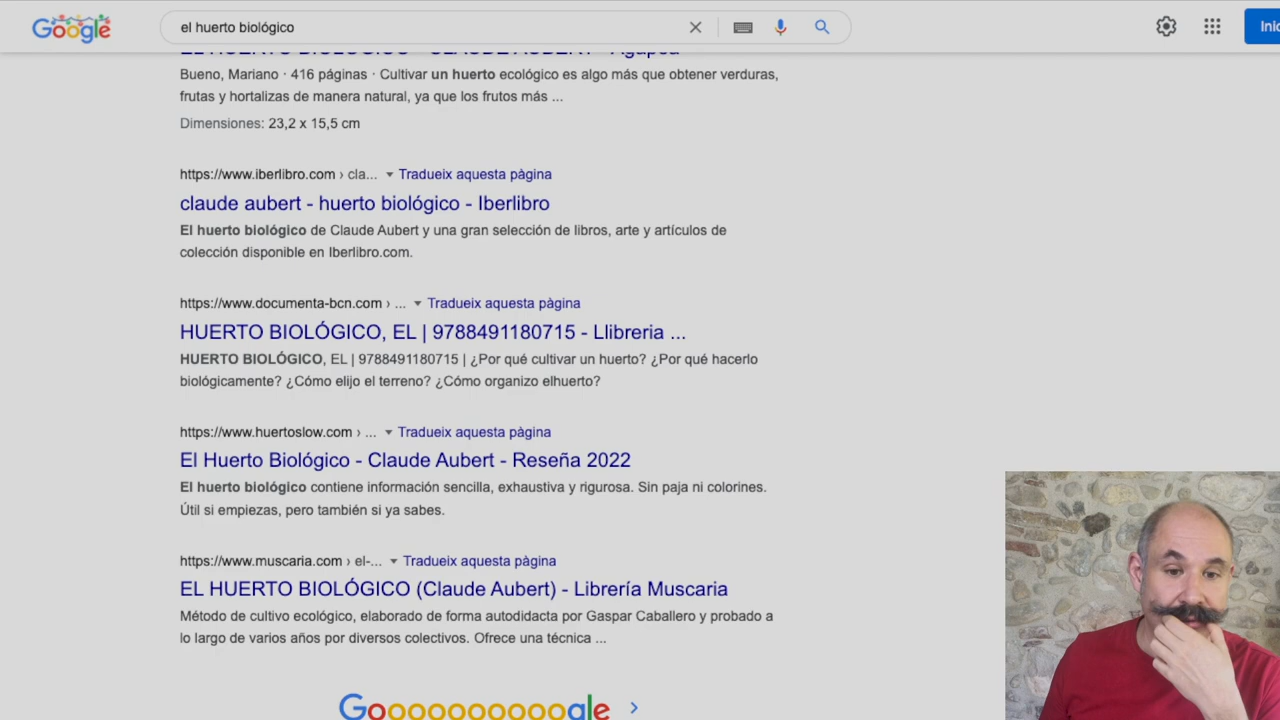 Google
el huerto biológico
Inic
EL HUERTO BIOLÓGICO - CLAUDE AUBERT - Agapea
Bueno, Mariano · 416 páginas · Cultivar un huerto ecológico es algo más que obtener verduras,
frutas y hortalizas de manera natural, ya que los frutos más ...
Dimensiones: 23,2 x 15,5 cm
https://www.iberlibro.com › cla... Tradueix aquesta pàgina
claude aubert - huerto biológico - Iberlibro
El huerto biológico de Claude Aubert y una gran selección de libros, arte y artículos de
colección disponible en Iberlibro.com.
https://www.documenta-bcn.com › ... Tradueix aquesta pàgina
HUERTO BIOLÓGICO, EL | 9788491180715 - Llibreria ...
HUERTO BIOLÓGICO, EL | 9788491180715 | ¿Por qué cultivar un huerto? ¿Por qué hacerlo
biológicamente? ¿Cómo elijo el terreno? ¿Cómo organizo elhuerto?
https://www.huertoslow.com › ... Tradueix aquesta pàgina
El Huerto Biológico - Claude Aubert - Reseña 2022
El huerto biológico contiene información sencilla, exhaustiva y rigurosa. Sin paja ni colorines.
Útil si empiezas, pero también si ya sabes.
https://www.muscaria.com › el-... Tradueix aquesta pàgina
EL HUERTO BIOLÓGICO (Claude Aubert) - Librería Muscaria
Método de cultivo ecológico, elaborado de forma autodidacta por Gaspar Caballero y probado a
lo largo de varios años por diversos colectivos. Ofrece una técnica ...
Goooooooooogle